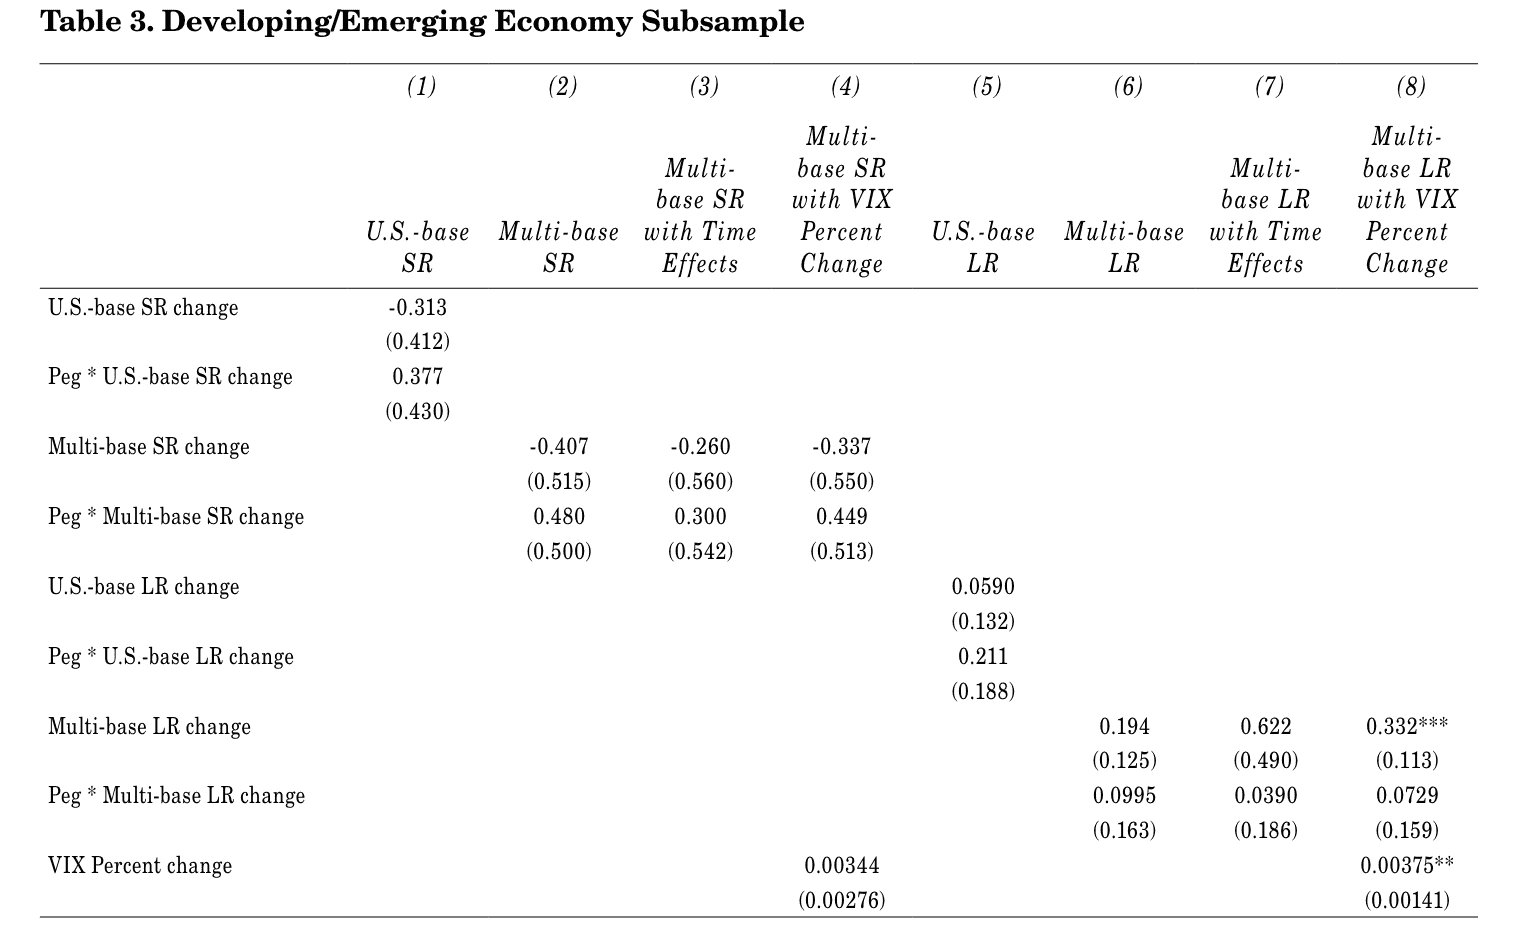 Table 3. Developing/Emerging Economy Subsample
(1) (2) (3) (4) (5) (6) (7) (8)
Multi- Multi-
Multi- base SR Multi- base LR
base SR with VIX base LR with VIX
U.S.-base Multi-base with Time Percent U.S.-base Multi-base with Time Percent
SR SR Effects Change LR LR Effects Change
U.S.-base SR change -0.313
(0.412)
Peg * U.S.-base SR change 0.377
(0.430)
Multi-base SR change -0.407 -0.260 -0.337
(0.515) (0.560) (0.550)
Peg * Multi-base SR change 0.480 0.300 0.449
(0.500) (0.542) (0.513)
U.S.-base LR change 0.0590
(0.132)
Peg * U.S.-base LR change 0.211
(0.188)
Multi-base LR change 0.194 0.622 0.332***
(0.125) (0.490) (0.113)
Peg * Multi-base LR change 0.0995 0.0390 0.0729
(0.163) (0.186) (0.159)
VIX Percent change 0.00344 0.00375**
(0.00276) (0.00141)